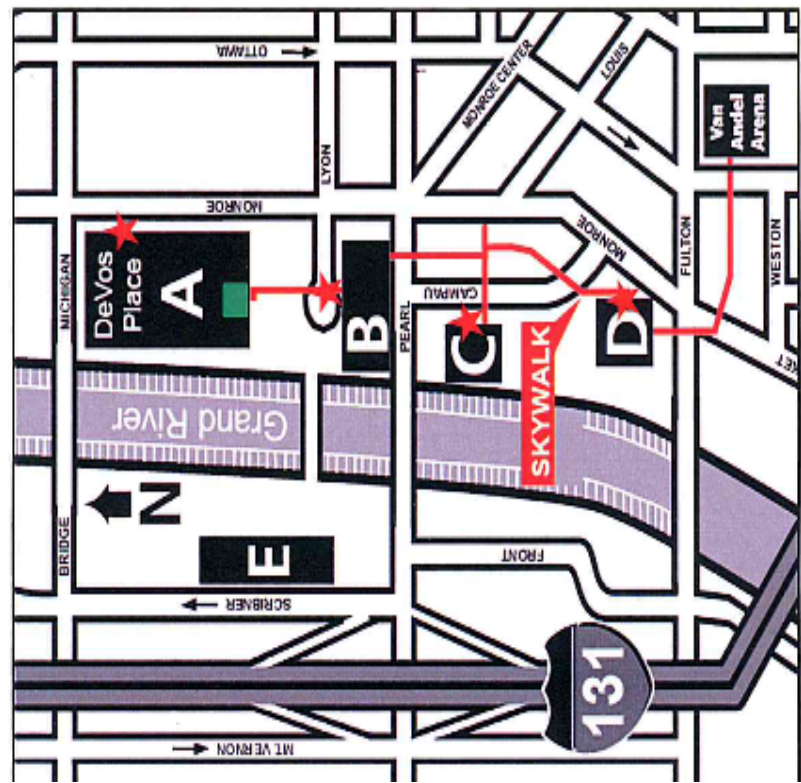 OTTAWA
LYON
MONROE CENTER
LOUIS
Van
Andel
Arena
MONROE
MICHIGAN
DeVos
Place
A
B
PEARL
CAMPAU
C
SKYWALK
MONROE
D
FULTON
WESTON
KET
Grand River
BRIDGE
N
E
FRONT
SCRIBNER
131
MT. VERNON